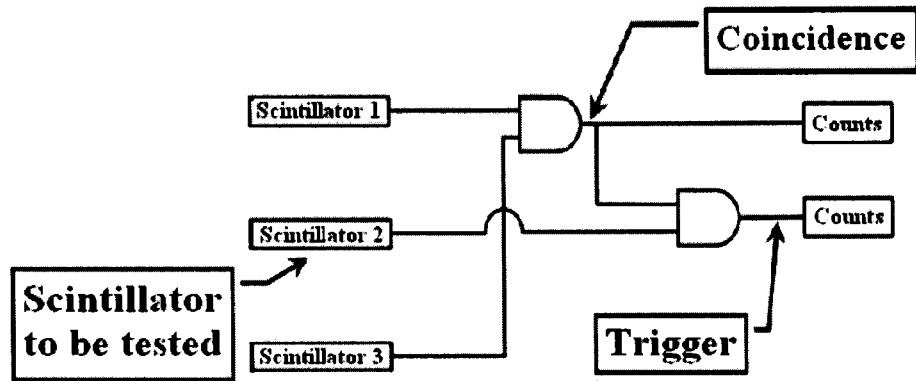 Coincidence
Scintillator 1
Counts
Scintillator 2
Counts
Scintillator
to be tested
Trigger
Scintillator 3